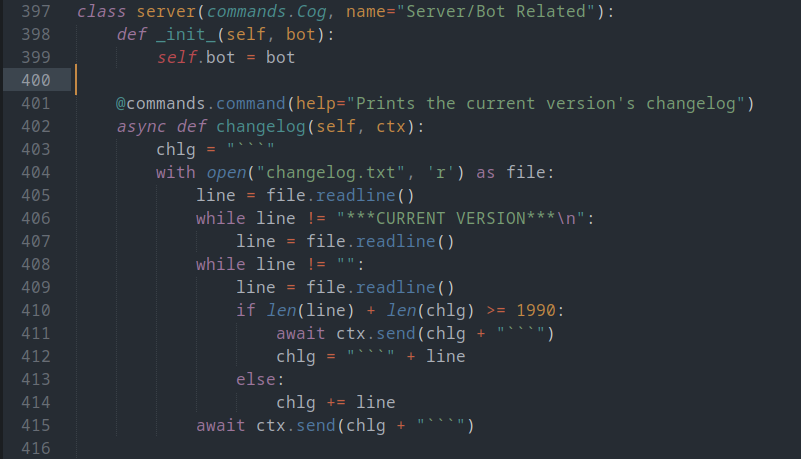 397 class server(commands.Cog, name="Server/Bot Related"):
398     def _init_(self, bot):
399         self.bot = bot
400
401     @commands.command(help="Prints the current version's changelog")
402     async def changelog(self, ctx):
403         chlg = "```"
404         with open("changelog.txt", 'r') as file:
405             line = file.readline()
406             while line != "***CURRENT VERSION***\n":
407                 line = file.readline()
408             while line != "":
409                 line = file.readline()
410                 if len(line) + len(chlg) >= 1990:
411                     await ctx.send(chlg + "```")
412                     chlg = "```" + line
413                 else:
414                     chlg += line
415             await ctx.send(chlg + "```")
416